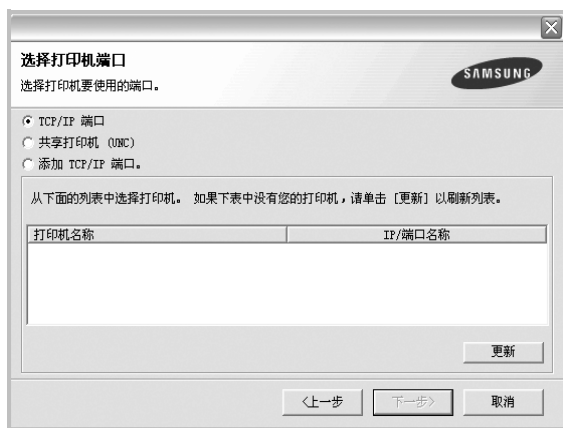 选择打印机端口
选择打印机要使用的端口。
SAMSUNG
TCP/IP 端口
共享打印机 (UNC)
添加 TCP/IP 端口。
从下面的列表中选择打印机。 如果下表中没有您的打印机，请单击 [更新] 以刷新列表。
打印机名称 IP/端口名称
更新
<上一步 下一步> 取消